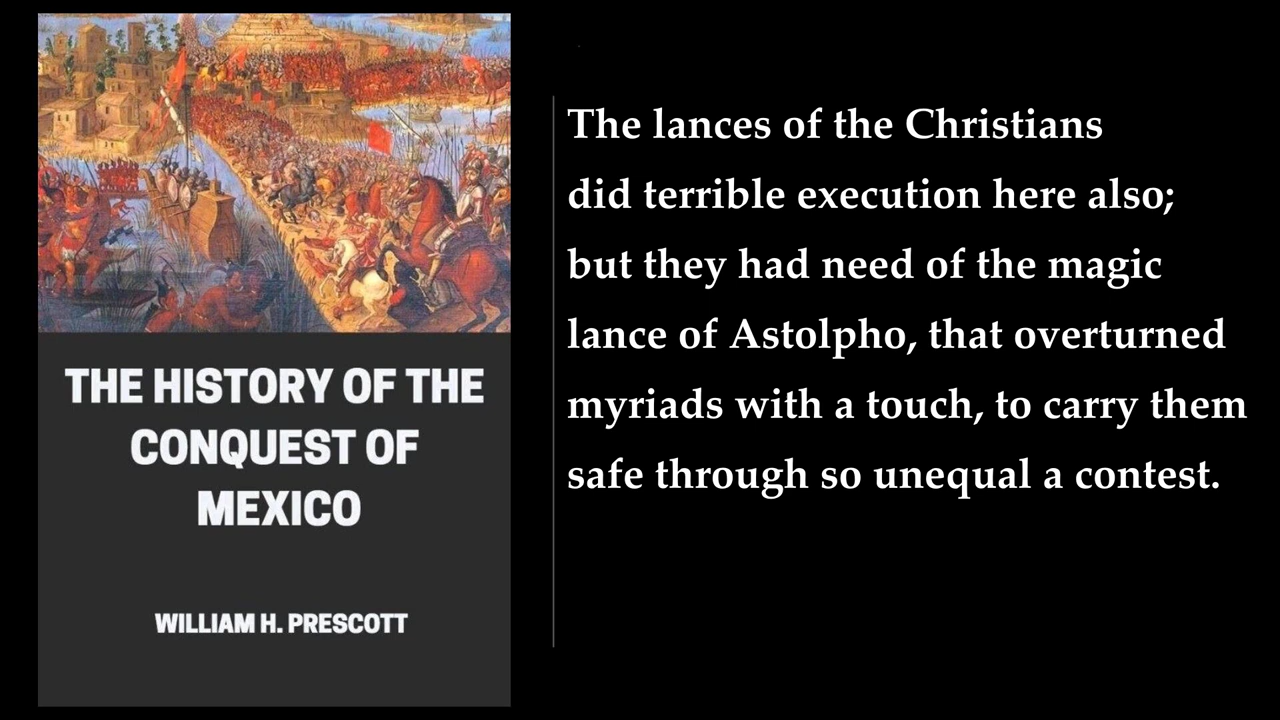 THE HISTORY OF THE
CONQUEST OF
MEXICO
WILLIAM H. PRESCOTT
The lances of the Christians
did terrible execution here also;
but they had need of the magic
lance of Astolpho, that overturned
myriads with a touch, to carry them
safe through so unequal a contest.